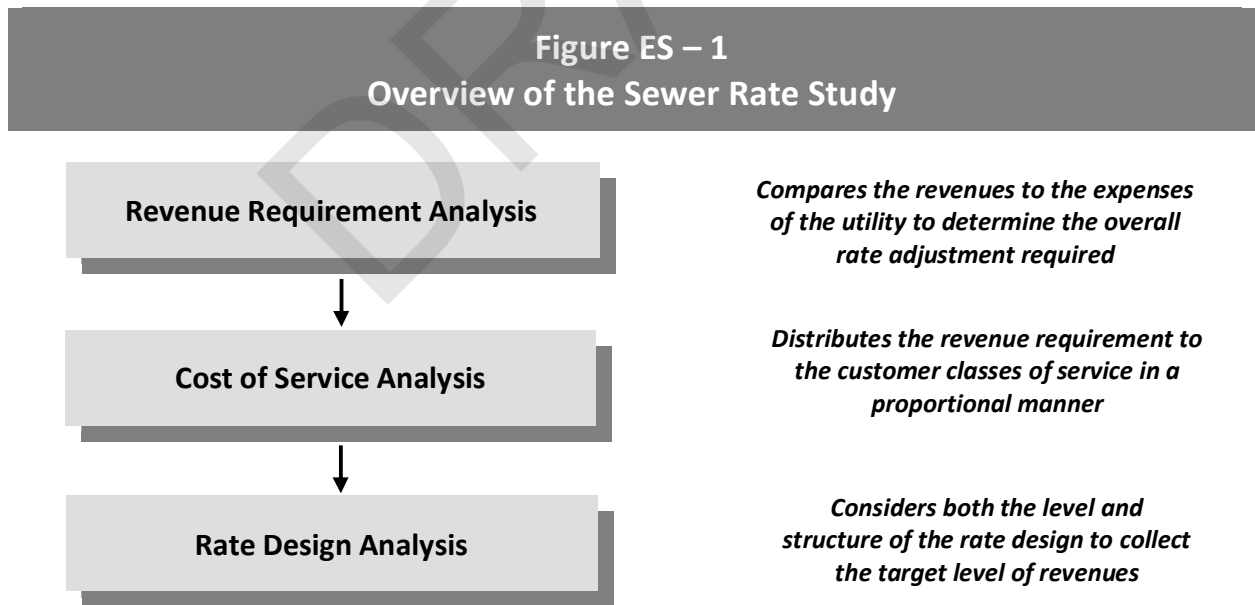 Figure ES – 1
Overview of the Sewer Rate Study
Revenue Requirement Analysis
Compares the revenues to the expenses
of the utility to determine the overall
rate adjustment required
Cost of Service Analysis
Distributes the revenue requirement to
the customer classes of service in a
proportional manner
Rate Design Analysis
Considers both the level and
structure of the rate design to collect
the target level of revenues